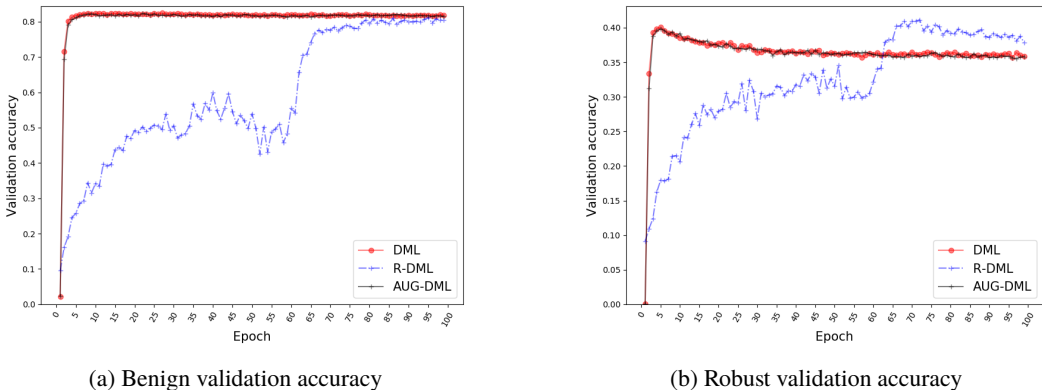 0.8
0.7
0.6
0.5
0.4
0.3
0.2
0.1
0.0
Validation accuracy
DML
R-DML
AUG-DML
0 5 10 15 20 25 30 35 40 45 50 55 60 65 70 75 80 85 90 95 100
Epoch
(a) Benign validation accuracy
0.40
0.35
0.30
0.25
0.20
0.15
0.10
0.05
0.00
Validation accuracy
DML
R-DML
AUG-DML
0 5 10 15 20 25 30 35 40 45 50 55 60 65 70 75 80 85 90 95 100
Epoch
(b) Robust validation accuracy